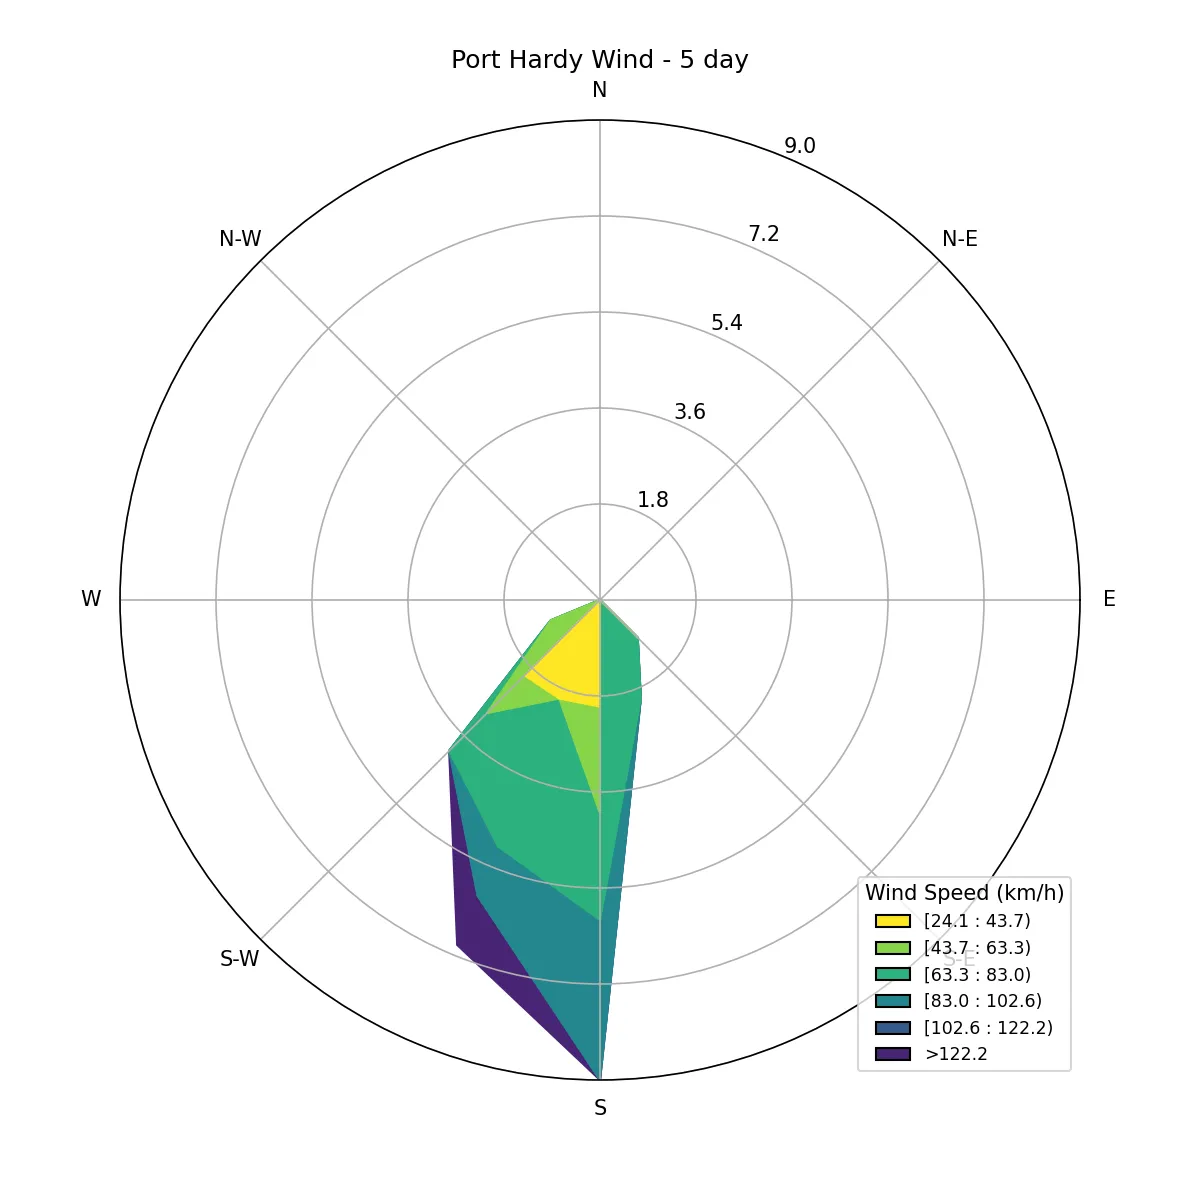 Port Hardy Wind - 5 day
N
9.0
7.2
N-W
N-E
5.4
3.6
1.8
W
E
Wind Speed (km/h)
[24.1 : 43.7)
[43.7 : 63.3)
S-W
S-E
[63.3 : 83.0)
[83.0 : 102.6)
[102.6 : 122.2)
>122.2
S